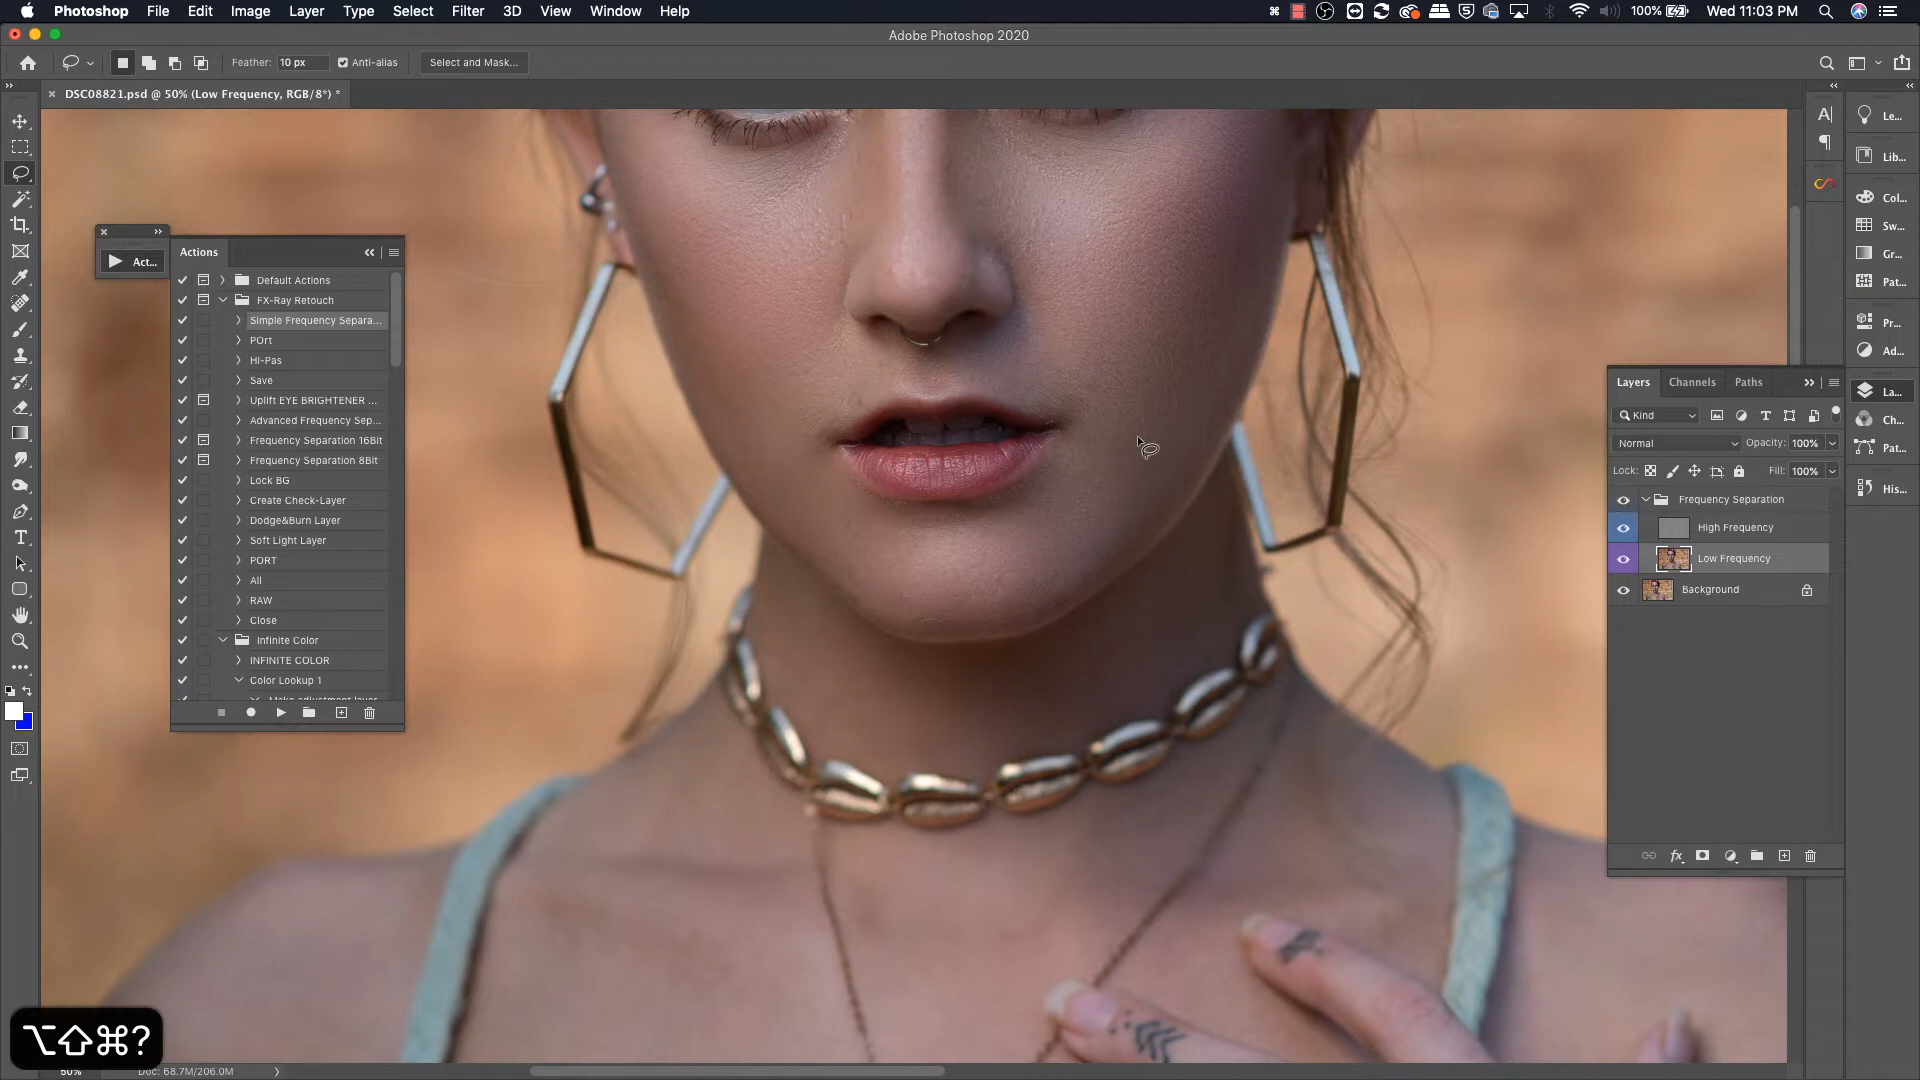 Photoshop File Edit Image Layer Type Select Filter 3D View Window Help 100% Wed 11:03 PM
Adobe Photoshop 2020
Feather: 10 px Anti-alias Select and Mask...
DSC08821.psd @ 50% (Low Frequency, RGB/8*) *
Act...
Actions
Default Actions
FX-Ray Retouch
Simple Frequency Separa...
POrt
Hi-Pas
Save
Uplift EYE BRIGHTENER ...
Advanced Frequency Sep...
Frequency Separation 16Bit
Frequency Separation 8Bit
Lock BG
Create Check-Layer
Dodge&Burn Layer
Soft Light Layer
PORT
All
RAW
Close
Infinite Color
INFINITE COLOR
Color Lookup 1
Make adjustment layer
Le...
Lib...
Col...
Sw...
Gr...
Pat...
Pr...
Ad...
La...
Ch...
Pat...
His...
Layers Channels Paths
Kind
Normal Opacity: 100%
Lock: Fill: 100%
Frequency Separation
High Frequency
Low Frequency
Background
⌥⇧⌘?
50% Doc: 68.7M/206.0M